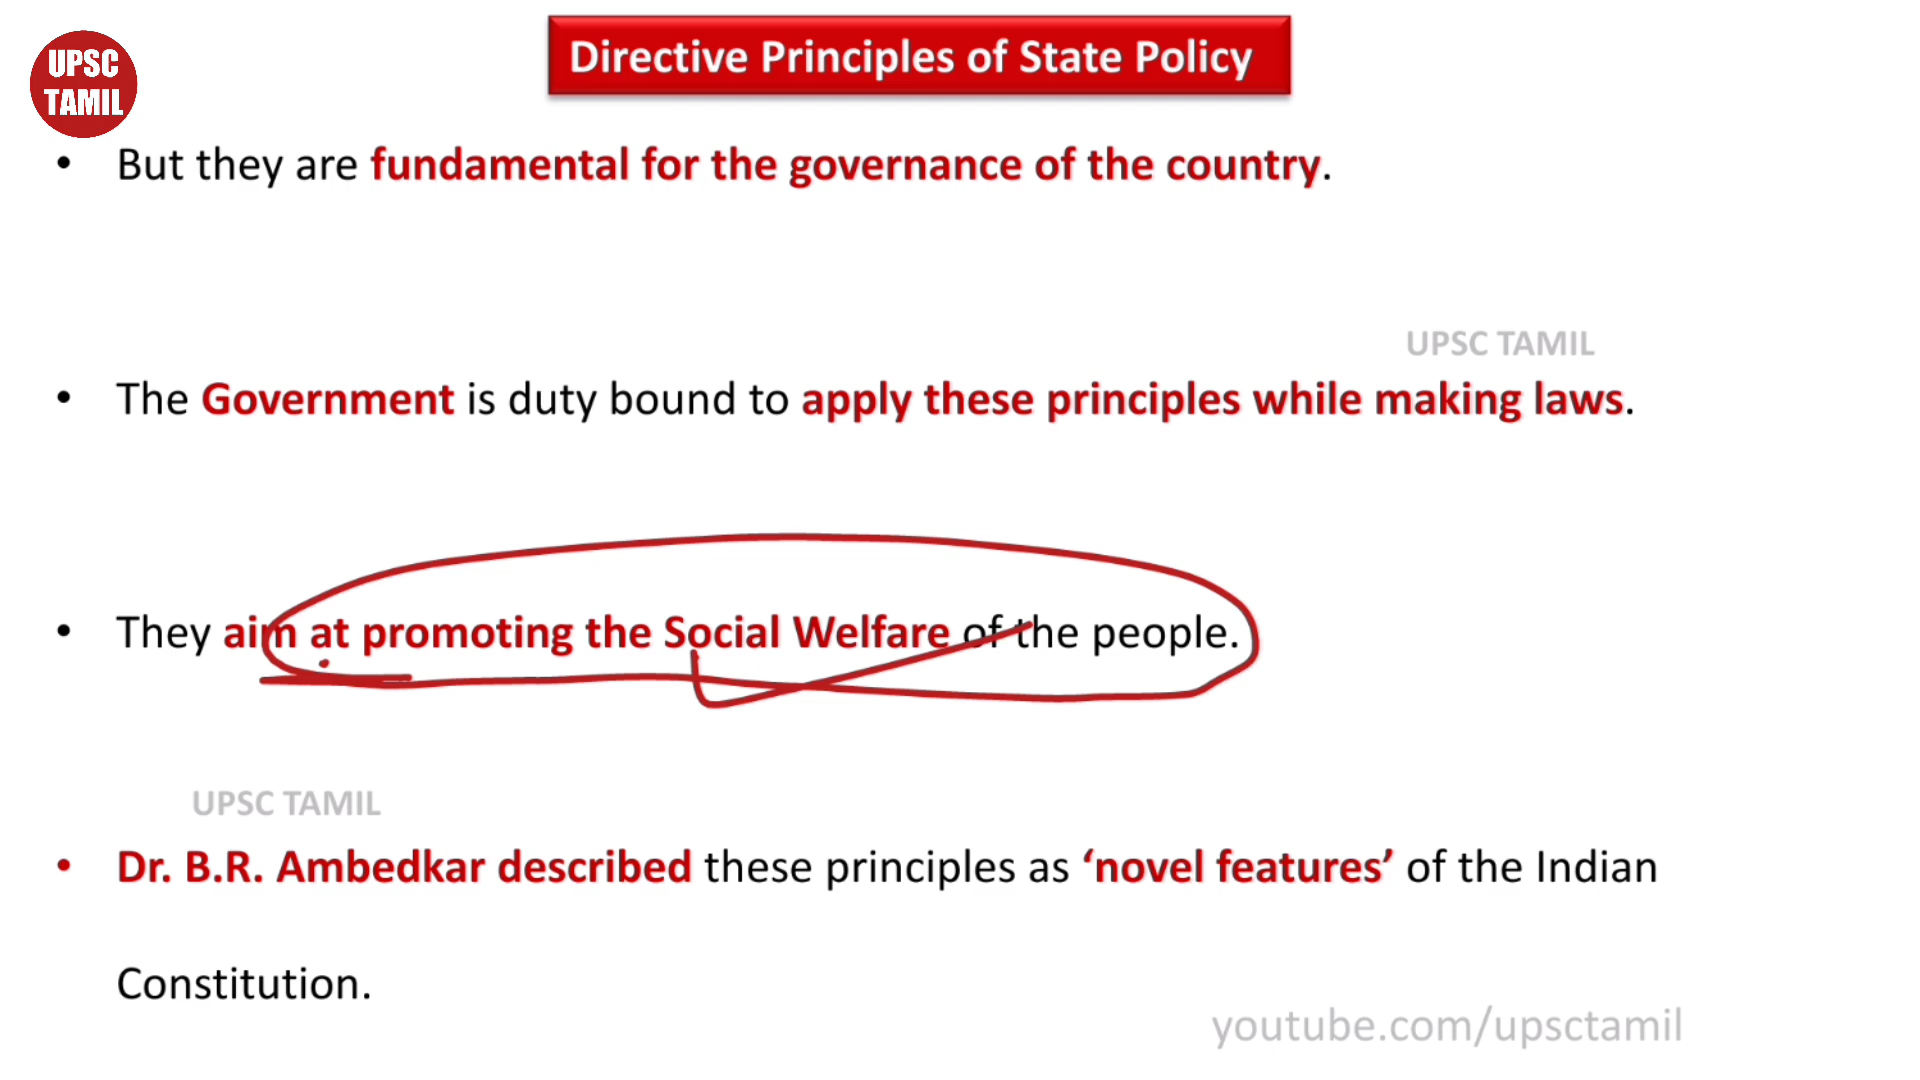 Directive Principles of State Policy
UPSC
TAMIL
• But they are fundamental for the governance of the country.
UPSC TAMIL
• The Government is duty bound to apply these principles while making laws.
• They aim at promoting the Social Welfare of the people.
UPSC TAMIL
• Dr. B.R. Ambedkar described these principles as ‘novel features’ of the Indian
Constitution.
youtube.com/upsctamil